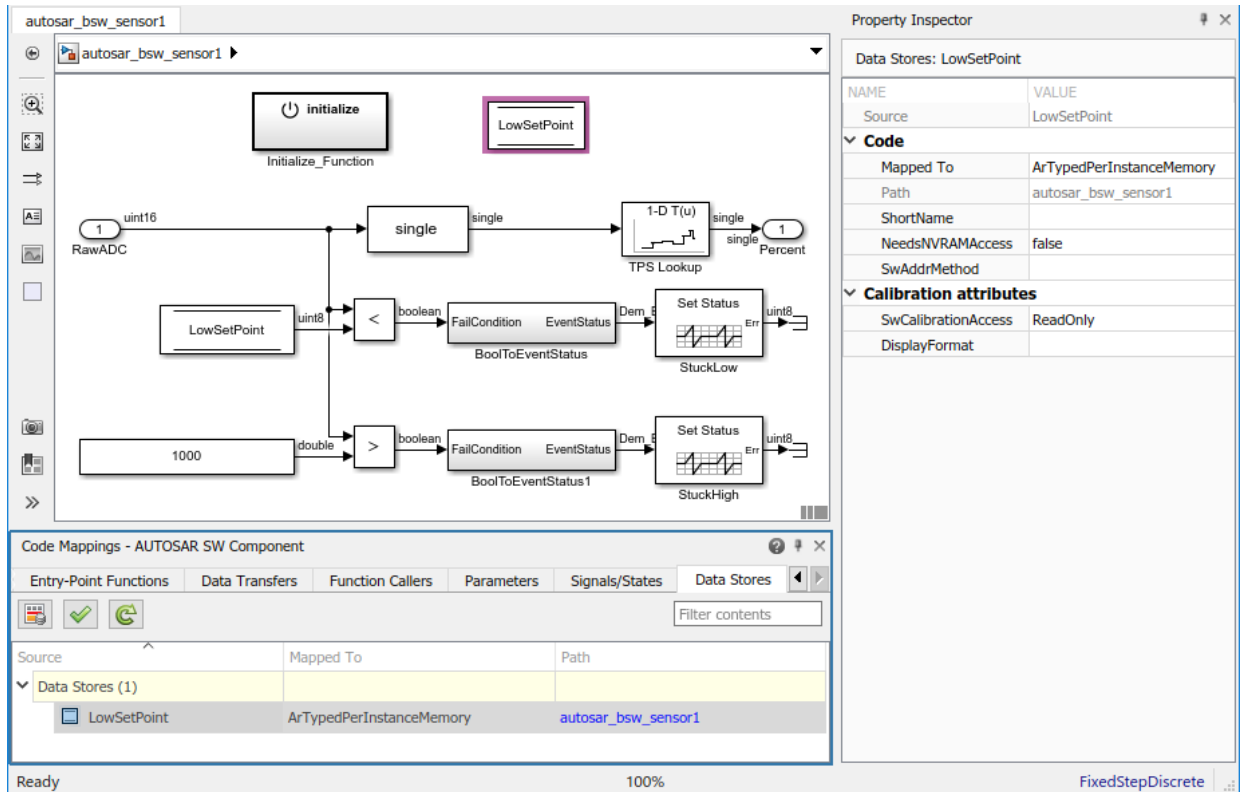 autosar_bsw_sensor1
autosar_bsw_sensor1
initialize
Initialize_Function
LowSetPoint
1
RawADC
uint16
single
single
1-D T(u)
TPS Lookup
single
single
1
Percent
LowSetPoint
uint8
<
boolean
FailCondition EventStatus
BoolToEventStatus
Dem_E
Set Status
Err
StuckLow
uint8
1000
double
>
boolean
FailCondition EventStatus
BoolToEventStatus1
Dem_E
Set Status
Err
StuckHigh
uint8
Code Mappings - AUTOSAR SW Component
Entry-Point Functions Data Transfers Function Callers Parameters Signals/States Data Stores
Filter contents
Source Mapped To Path
Data Stores (1)
LowSetPoint ArTypedPerInstanceMemory autosar_bsw_sensor1
Ready 100% FixedStepDiscrete
Property Inspector
Data Stores: LowSetPoint
NAME VALUE
Source LowSetPoint
Code
Mapped To ArTypedPerInstanceMemory
Path autosar_bsw_sensor1
ShortName
NeedsNVRAMAccess false
SwAddrMethod
Calibration attributes
SwCalibrationAccess ReadOnly
DisplayFormat